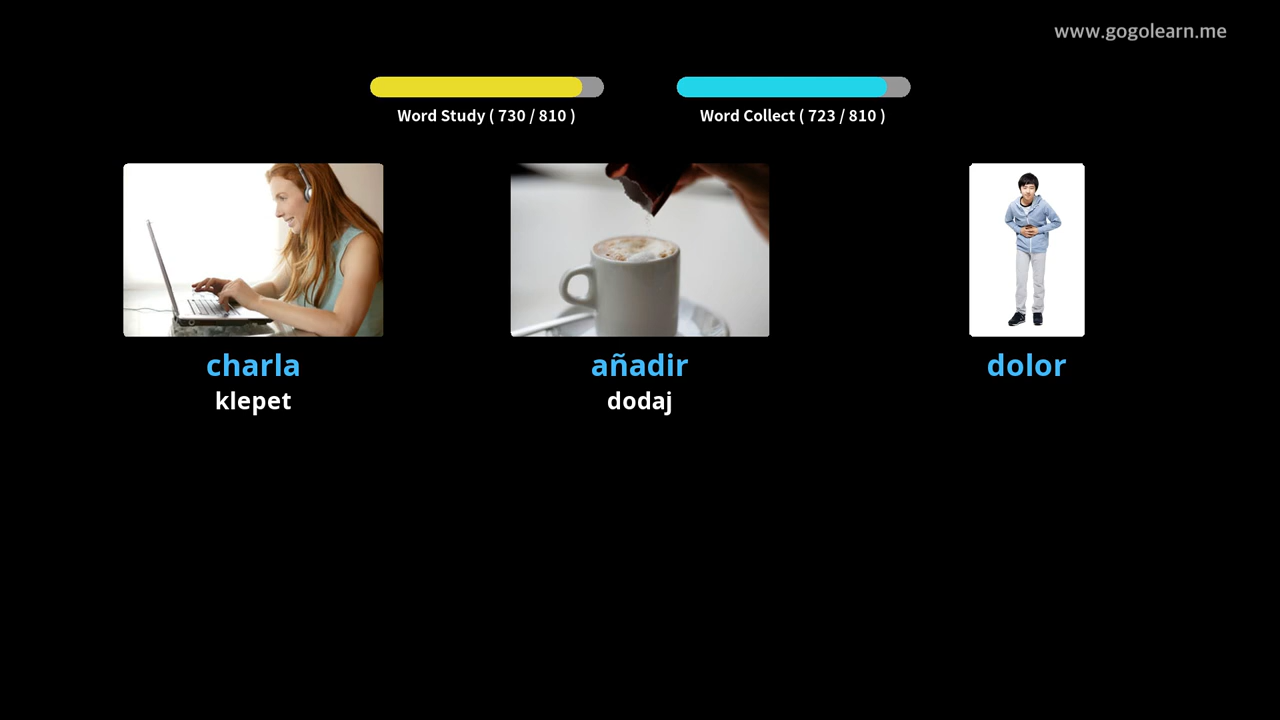 www.gogolearn.me
Word Study ( 730 / 810 )
Word Collect ( 723 / 810 )
charla
añadir
dolor
klepet
dodaj